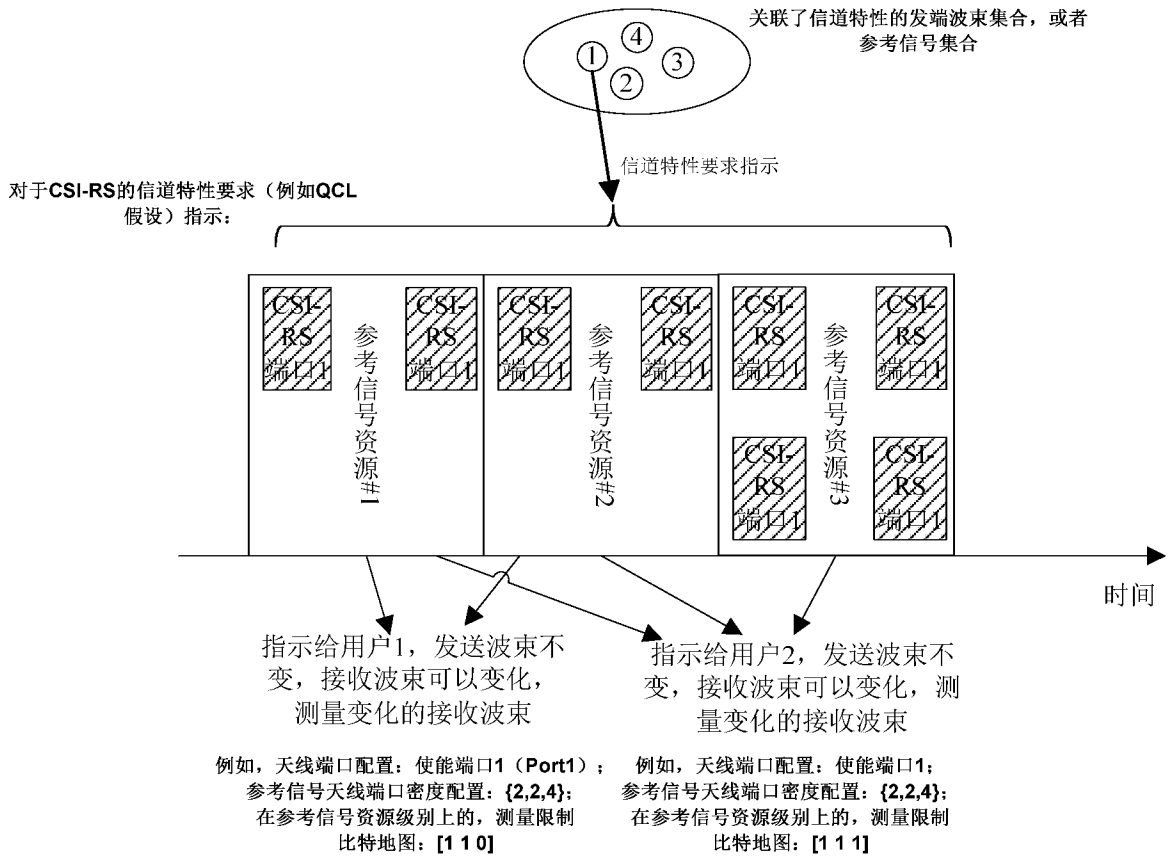 关联了信道特性的发端波束集合，或者
参考信号集合
1
4
3
2
信道特性要求指示
对于CSI-RS的信道特性要求（例如QCL
假设）指示：
CSI-
RS
端口1
参考信号资源#1
CSI-
RS
端口1
CSI-
RS
端口1
参考信号资源#2
CSI-
RS
端口1
CSI-
RS
端口1
参考信号资源#3
CSI-
RS
端口1
CSI-
RS
端口1
CSI-
RS
端口1
时间
指示给用户1，发送波束不
变，接收波束可以变化，
测量变化的接收波束
指示给用户2，发送波束不
变，接收波束可以变化，测
量变化的接收波束
例如，天线端口配置：使能端口1（Port1）；
参考信号天线端口密度配置：{2,2,4}；
在参考信号资源级别上的，测量限制
比特地图：[1 1 0]
例如，天线端口配置：使能端口1；
参考信号天线端口密度配置：{2,2,4}；
在参考信号资源级别上的，测量限制
比特地图：[1 1 1]